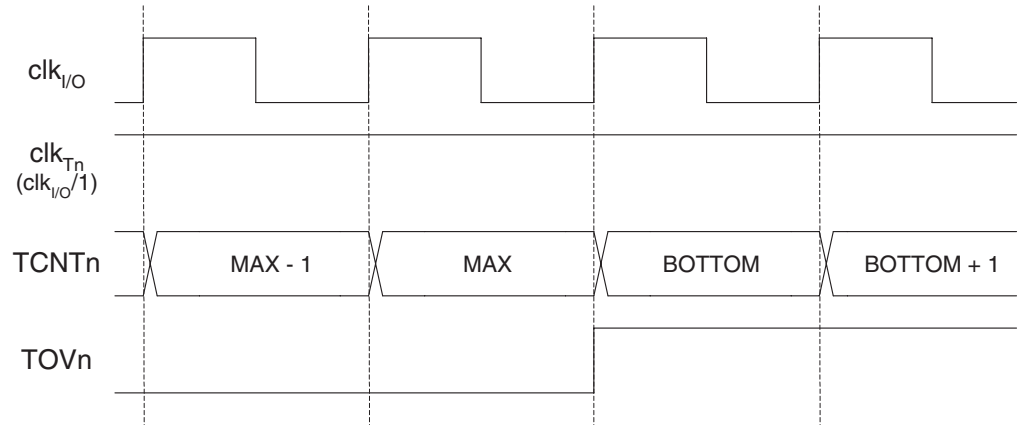 clkI/O
clkTn
(clkI/O/1)
TCNTn MAX - 1 MAX BOTTOM BOTTOM + 1
TOVn